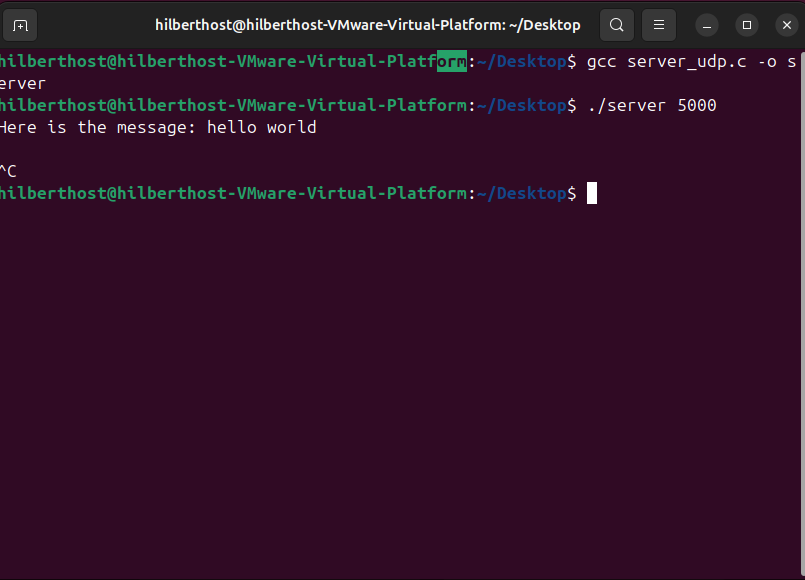 hilberthost@hilberthost-VMware-Virtual-Platform: ~/Desktop
hilberthost@hilberthost-VMware-Virtual-Platform:~/Desktop$ gcc server_udp.c -o s
erver
hilberthost@hilberthost-VMware-Virtual-Platform:~/Desktop$ ./server 5000
Here is the message: hello world
^C
hilberthost@hilberthost-VMware-Virtual-Platform:~/Desktop$